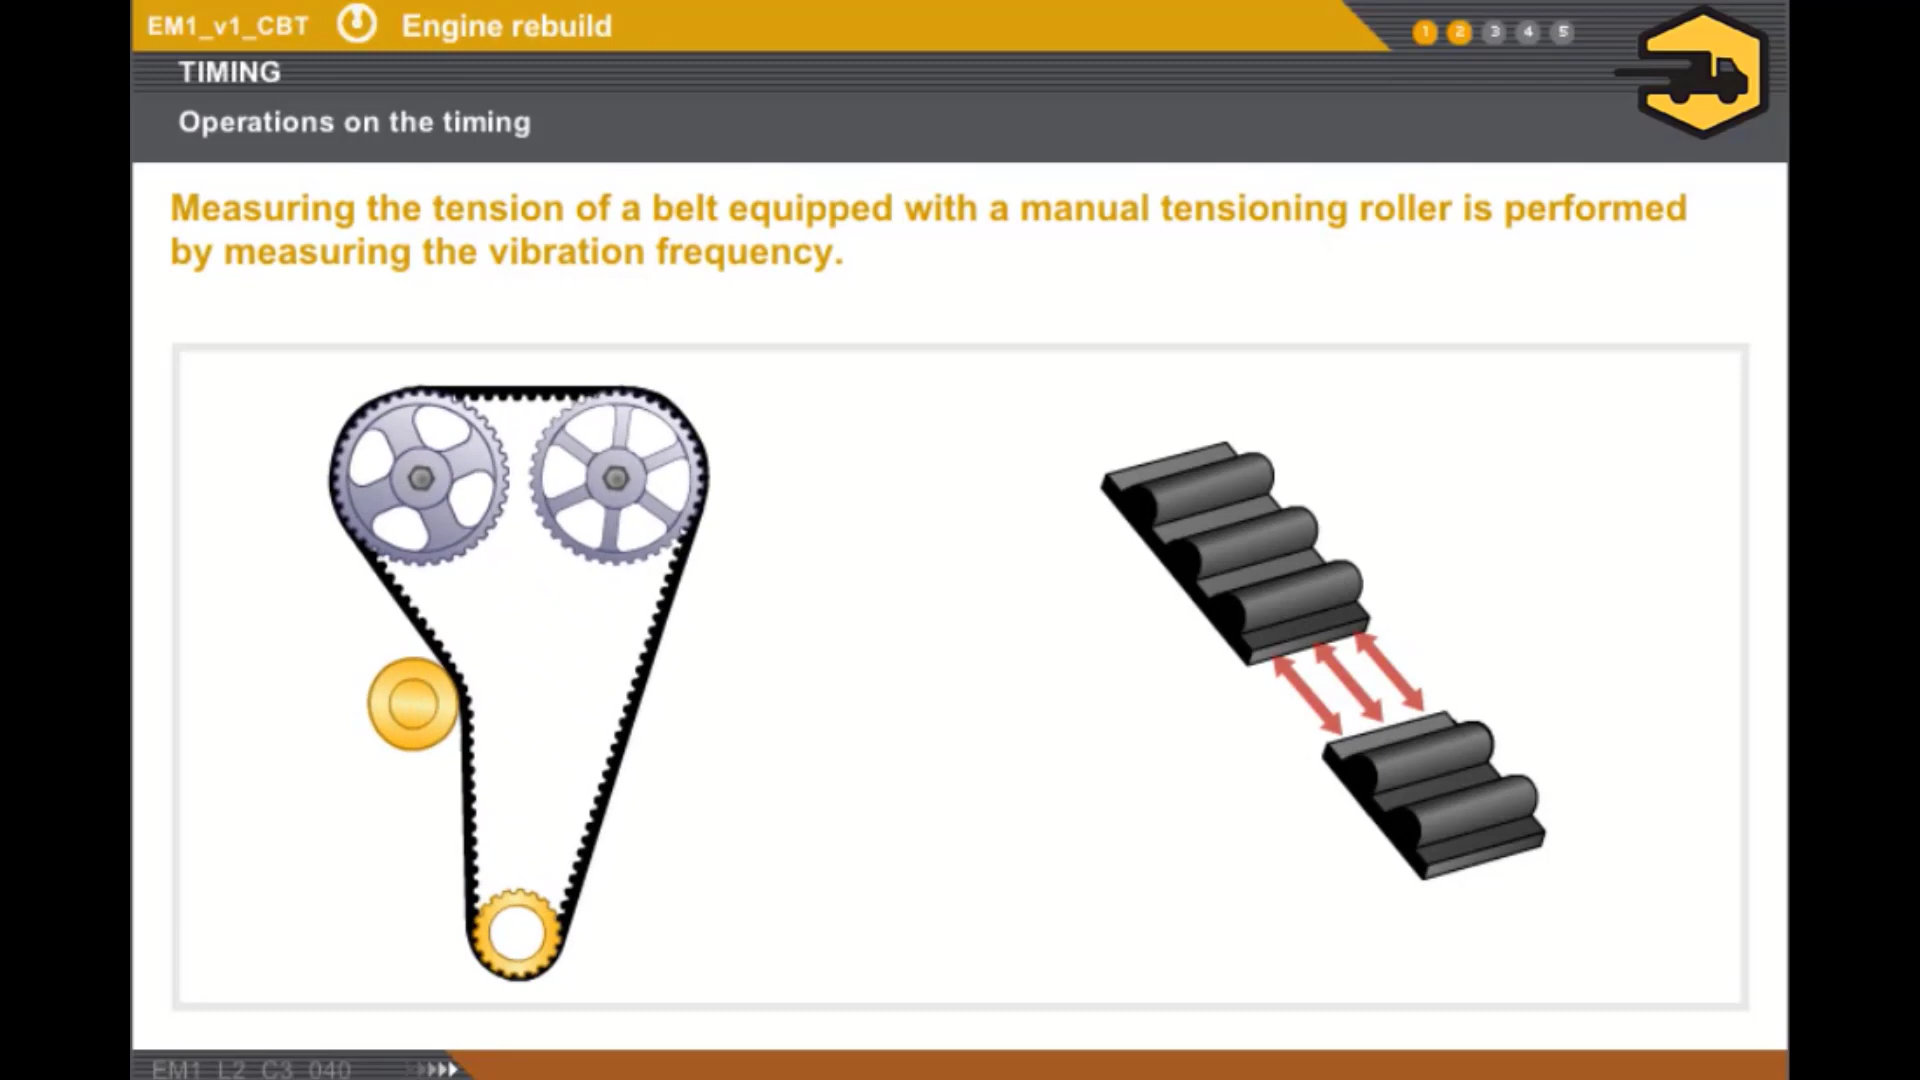 EM1_v1_CBT Engine rebuild 1 2 3 4 5
TIMING
Operations on the timing
Measuring the tension of a belt equipped with a manual tensioning roller is performed
by measuring the vibration frequency.
EM1_L2_C3_040